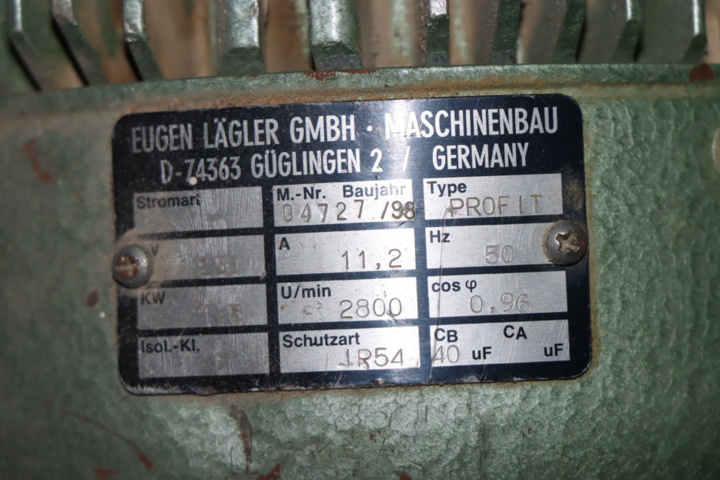 EUGEN LÄGLER GMBH · MASCHINENBAU
D-74363 GÜGLINGEN 2 / GERMANY
Stromart M.-Nr. Baujahr Type
04727 /98 PROFIT
V A Hz
11,2 50
KW U/min cos φ
2800 0,96
Isol.-Kl. Schutzart CB CA
54 40 uF uF